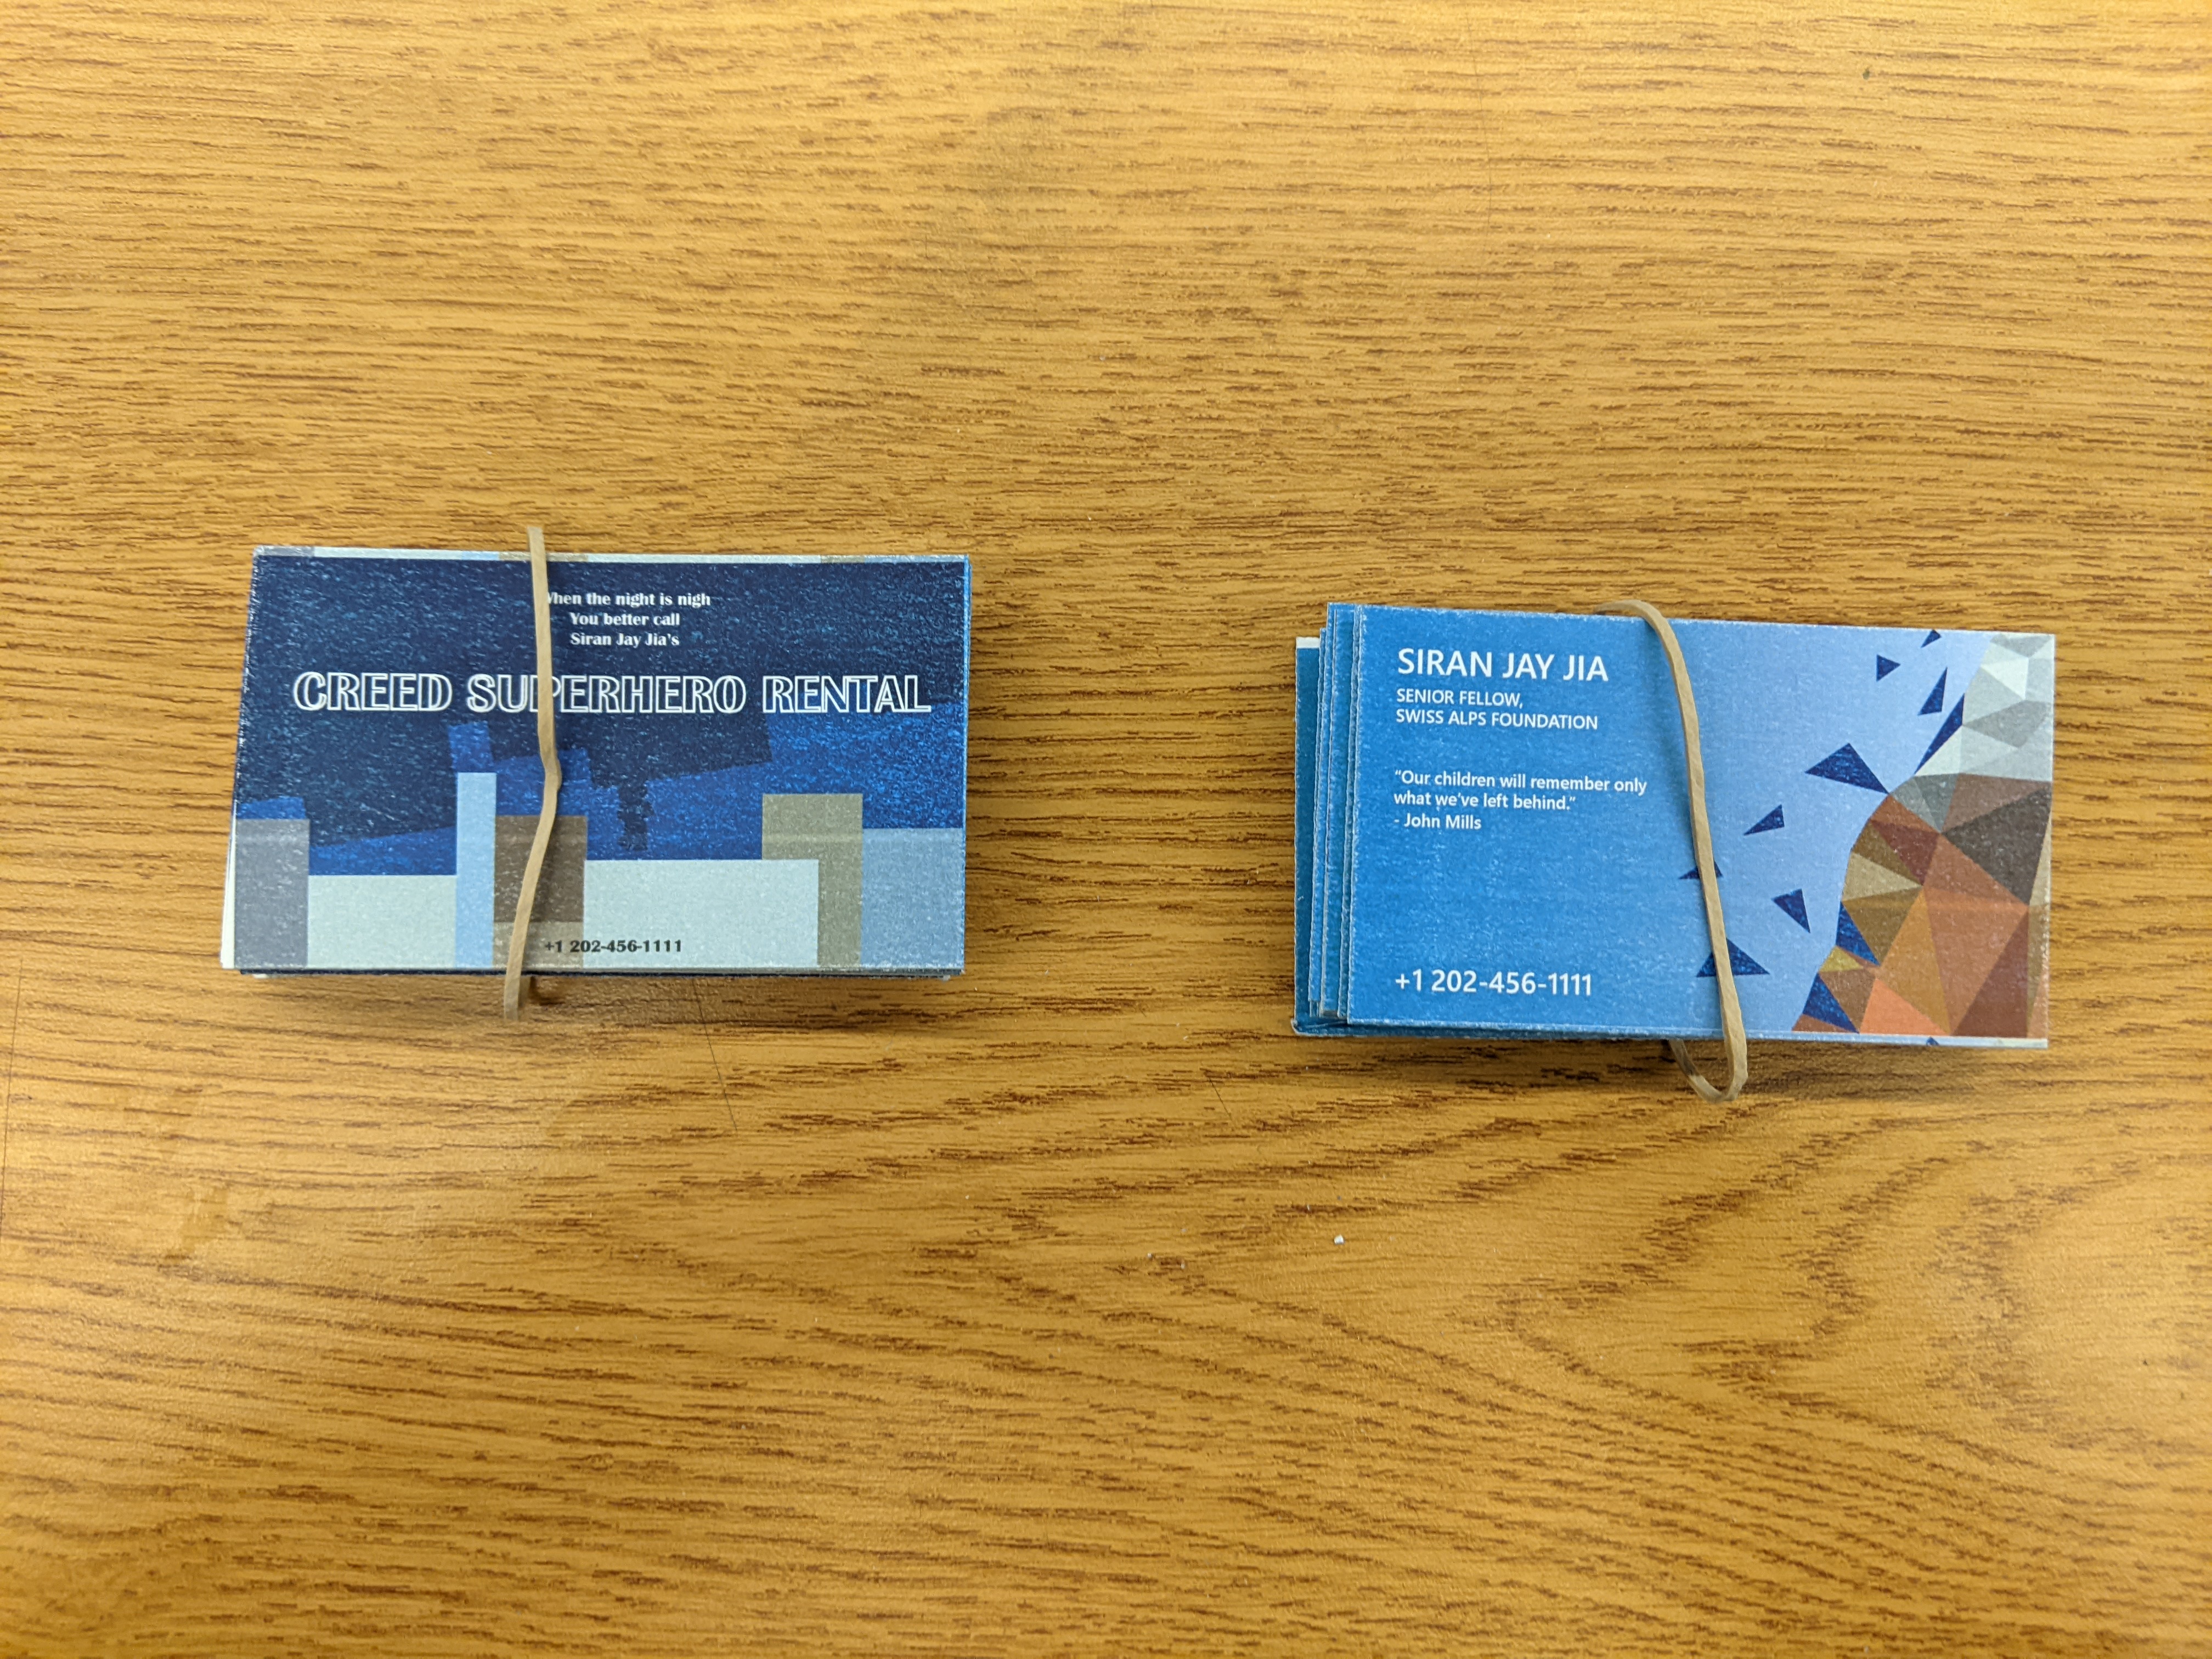 When the night is nigh
You better call
Siran Jay Jia's
CREED SUPERHERO RENTAL
+1 202-456-1111
SIRAN JAY JIA
SENIOR FELLOW,
SWISS ALPS FOUNDATION
“Our children will remember only
what we've left behind.”
- John Mills
+1 202-456-1111